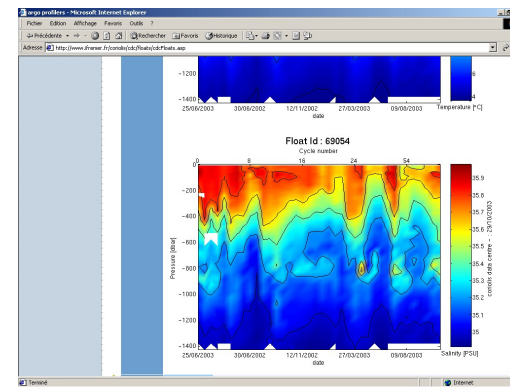 argo profilers - Microsoft Internet Explorer
Fichier Edition Affichage Favoris Outils ?
Précédente Rechercher Favoris Historique
Adresse http://www.ifremer.fr/coriolis/cdc/floats/cdcFloats.asp
-1200
-1400
25/06/2003 30/06/2002 12/11/2002 27/03/2003 09/08/2003
date
6
4
Temperature [°C]
Float Id : 69054
Cycle number
0 8 16 24 54
0
-200
-400
-600
-800
-1000
-1200
-1400
Pressure [dbar]
25/06/2003 30/06/2002 12/11/2002 27/03/2003 09/08/2003
date
35.9
35.8
35.7
35.6
35.5
35.4
35.3
35.2
35.1
35
Salinity [PSU]
coriolis data centre - : 29/10/2003
Terminé Internet